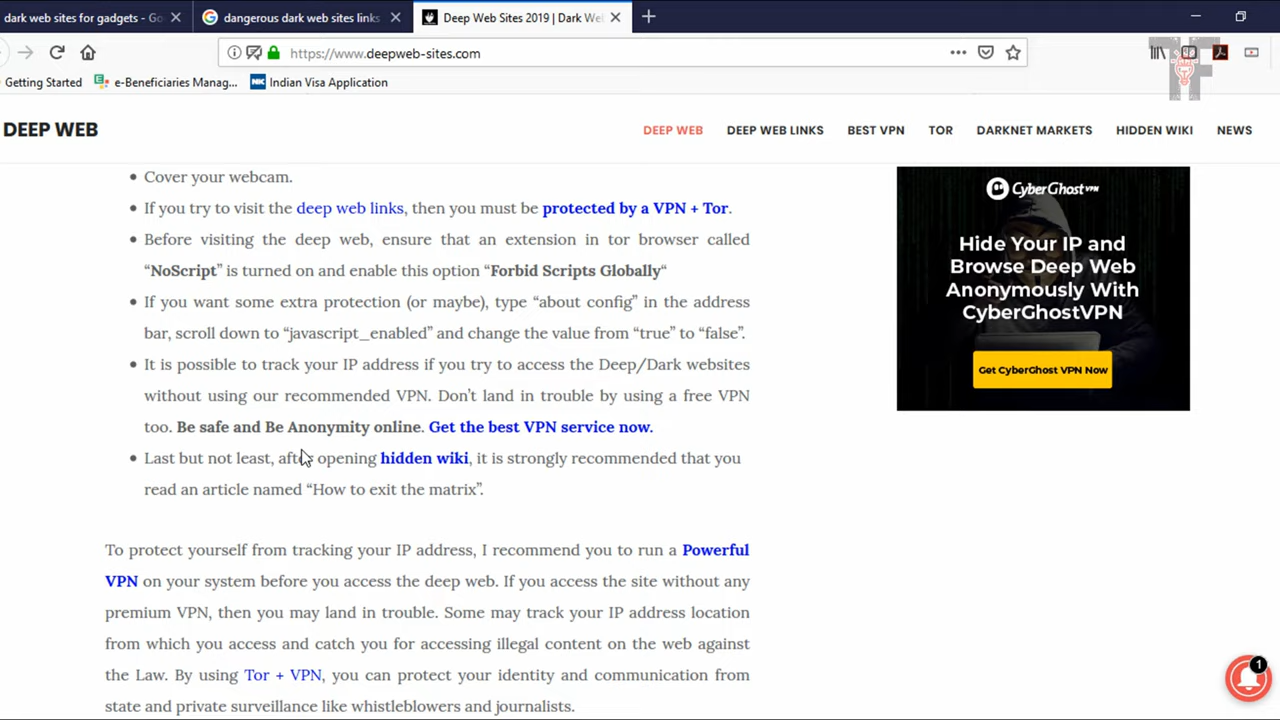 dark web sites for gadgets - Go
dangerous dark web sites links
Deep Web Sites 2019 | Dark We
https://www.deepweb-sites.com
Getting Started
e-Beneficiaries Manag...
NK Indian Visa Application
TF
DEEP WEB
DEEP WEB DEEP WEB LINKS BEST VPN TOR DARKNET MARKETS HIDDEN WIKI NEWS
• Cover your webcam.
• If you try to visit the deep web links, then you must be protected by a VPN + Tor.
• Before visiting the deep web, ensure that an extension in tor browser called
“NoScript” is turned on and enable this option “Forbid Scripts Globally“
• If you want some extra protection (or maybe), type “about config” in the address
bar, scroll down to “javascript_enabled” and change the value from “true” to “false”.
• It is possible to track your IP address if you try to access the Deep/Dark websites
without using our recommended VPN. Don’t land in trouble by using a free VPN
too. Be safe and Be Anonymity online. Get the best VPN service now.
• Last but not least, after opening hidden wiki, it is strongly recommended that you
read an article named “How to exit the matrix”.
To protect yourself from tracking your IP address, I recommend you to run a Powerful
VPN on your system before you access the deep web. If you access the site without any
premium VPN, then you may land in trouble. Some may track your IP address location
from which you access and catch you for accessing illegal content on the web against
the Law. By using Tor + VPN, you can protect your identity and communication from
state and private surveillance like whistleblowers and journalists.
CyberGhost VPN
Hide Your IP and
Browse Deep Web
Anonymously With
CyberGhostVPN
Get CyberGhost VPN Now
1